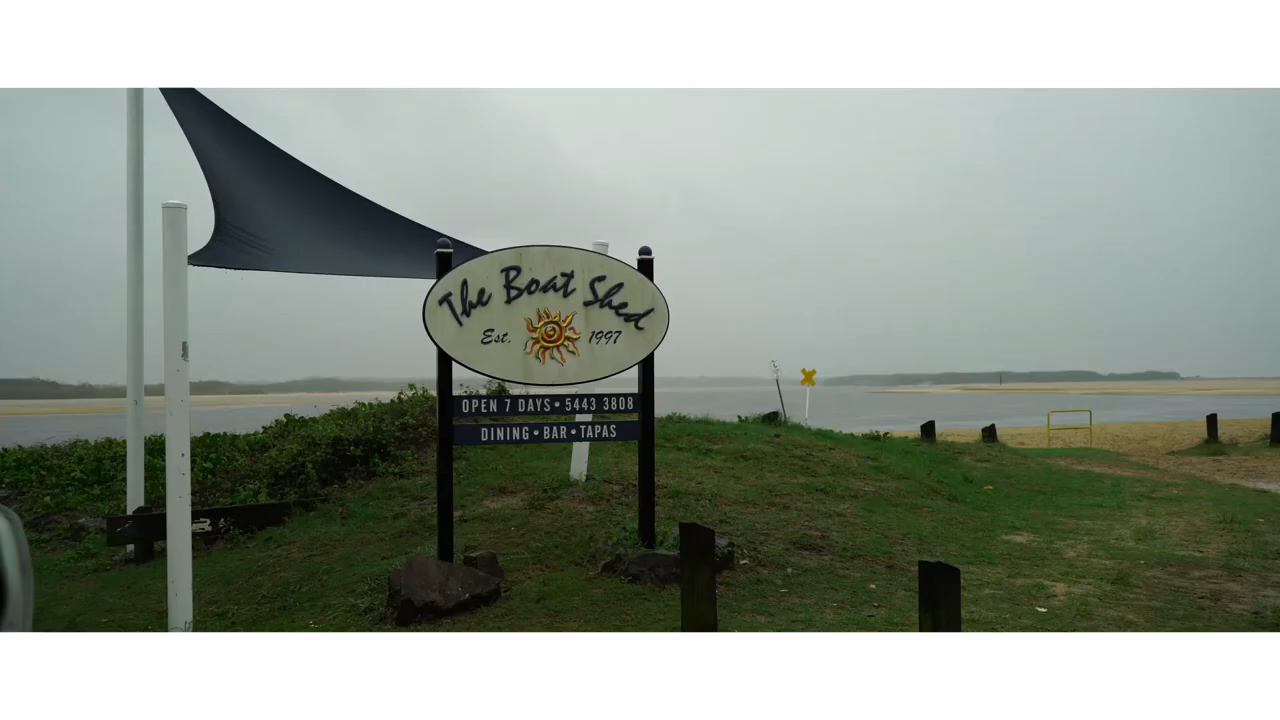 The Boat Shed
Est. 1997
OPEN 7 DAYS • 5443 3808
DINING • BAR • TAPAS